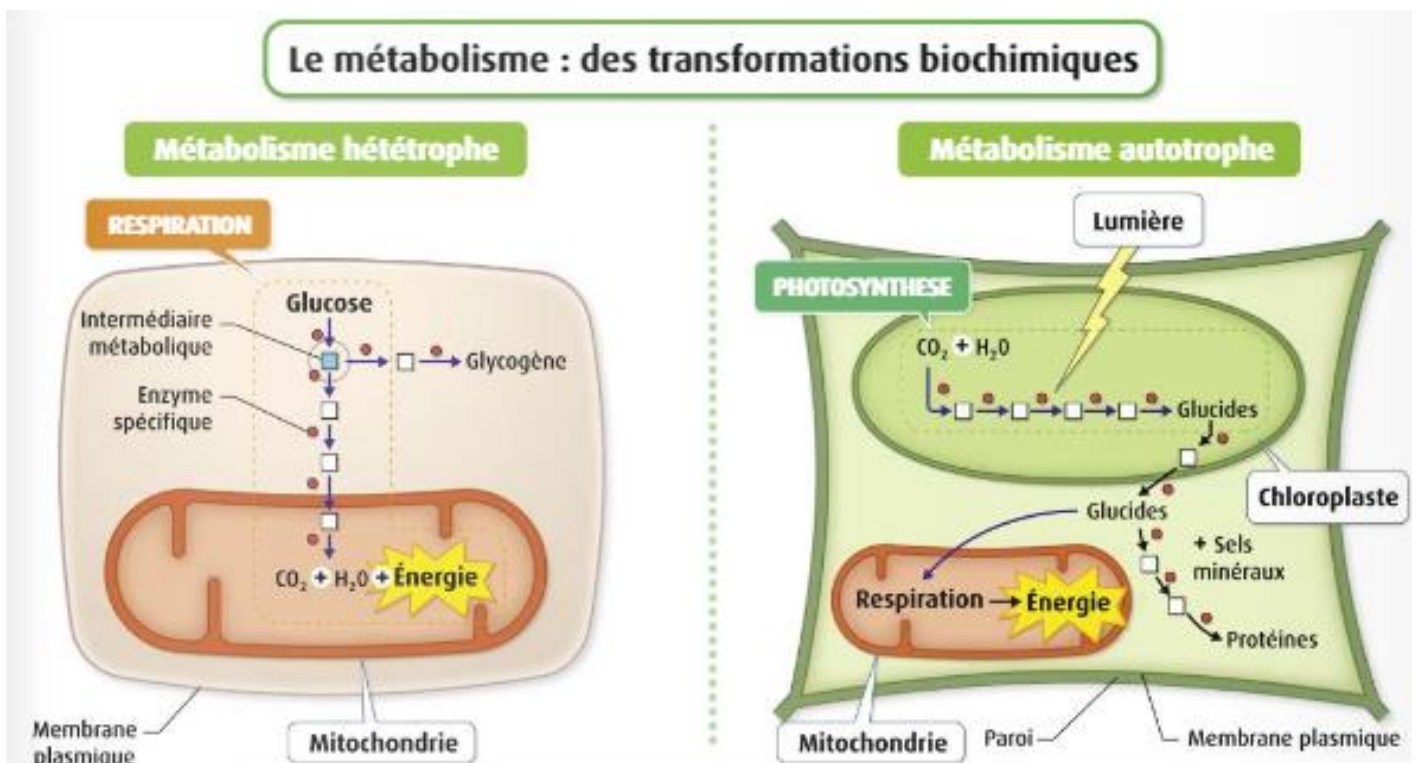 Le métabolisme : des transformations biochimiques
Métabolisme hététrophe
RESPIRATION
Glucose
Intermédiaire
métabolique
Glycogène
Enzyme
spécifique
CO₂ + H₂O + Énergie
Membrane
plasmique
Mitochondrie
Métabolisme autotrophe
Lumière
PHOTOSYNTHESE
CO₂ + H₂O
Glucides
Chloroplaste
Glucides
+ Sels
minéraux
Respiration
Énergie
Protéines
Mitochondrie
Paroi
Membrane plasmique